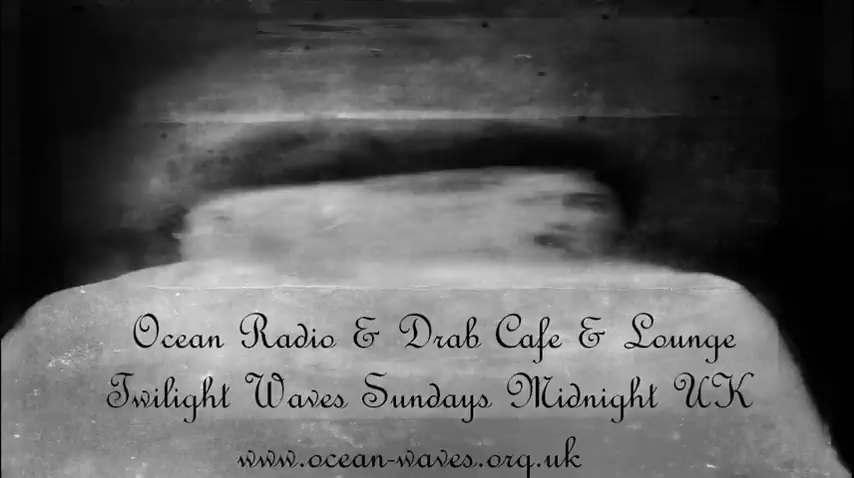 Ocean Radio & Drab Cafe & Lounge
Twilight Waves Sundays Midnight UK
www.ocean-waves.org.uk